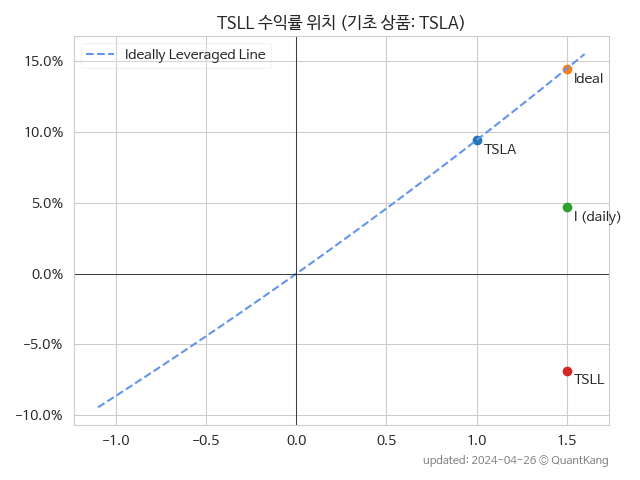 TSLL 수익률 위치 (기초 상품: TSLA)
Ideally Leveraged Line
15.0%
10.0%
5.0%
0.0%
−5.0%
−10.0%
Ideal
TSLA
I (daily)
TSLL
−1.0 −0.5 0.0 0.5 1.0 1.5
updated: 2024-04-26 © QuantKang